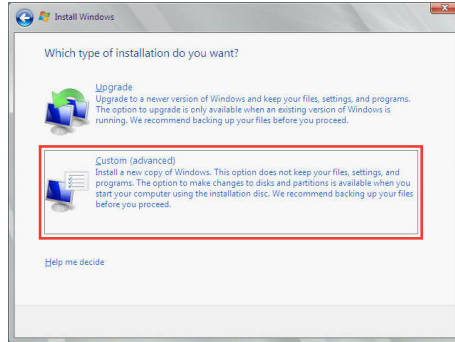 Install Windows
Which type of installation do you want?
Upgrade
Upgrade to a newer version of Windows and keep your files, settings, and programs.
The option to upgrade is only available when an existing version of Windows is
running. We recommend backing up your files before you proceed.
Custom (advanced)
Install a new copy of Windows. This option does not keep your files, settings, and
programs. The option to make changes to disks and partitions is available when you
start your computer using the installation disc. We recommend backing up your files
before you proceed.
Help me decide